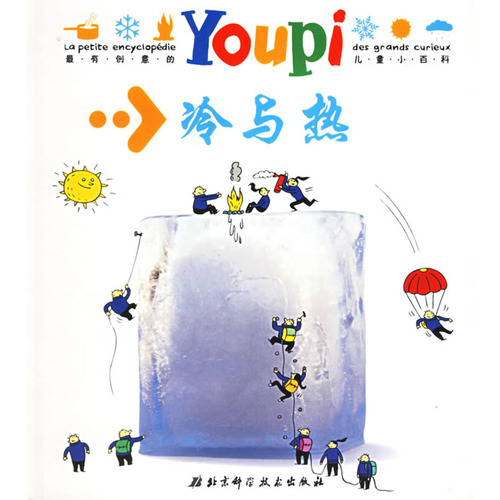 La petite encyclopédie Youpi des grands curieux
最·有·创·意·的 儿·童·小·百·科
冷与热
北京科学技术出版社